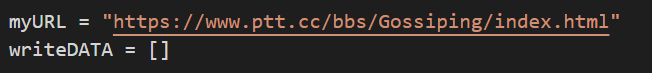 myURL = "https://www.ptt.cc/bbs/Gossiping/index.html"
writeDATA = []